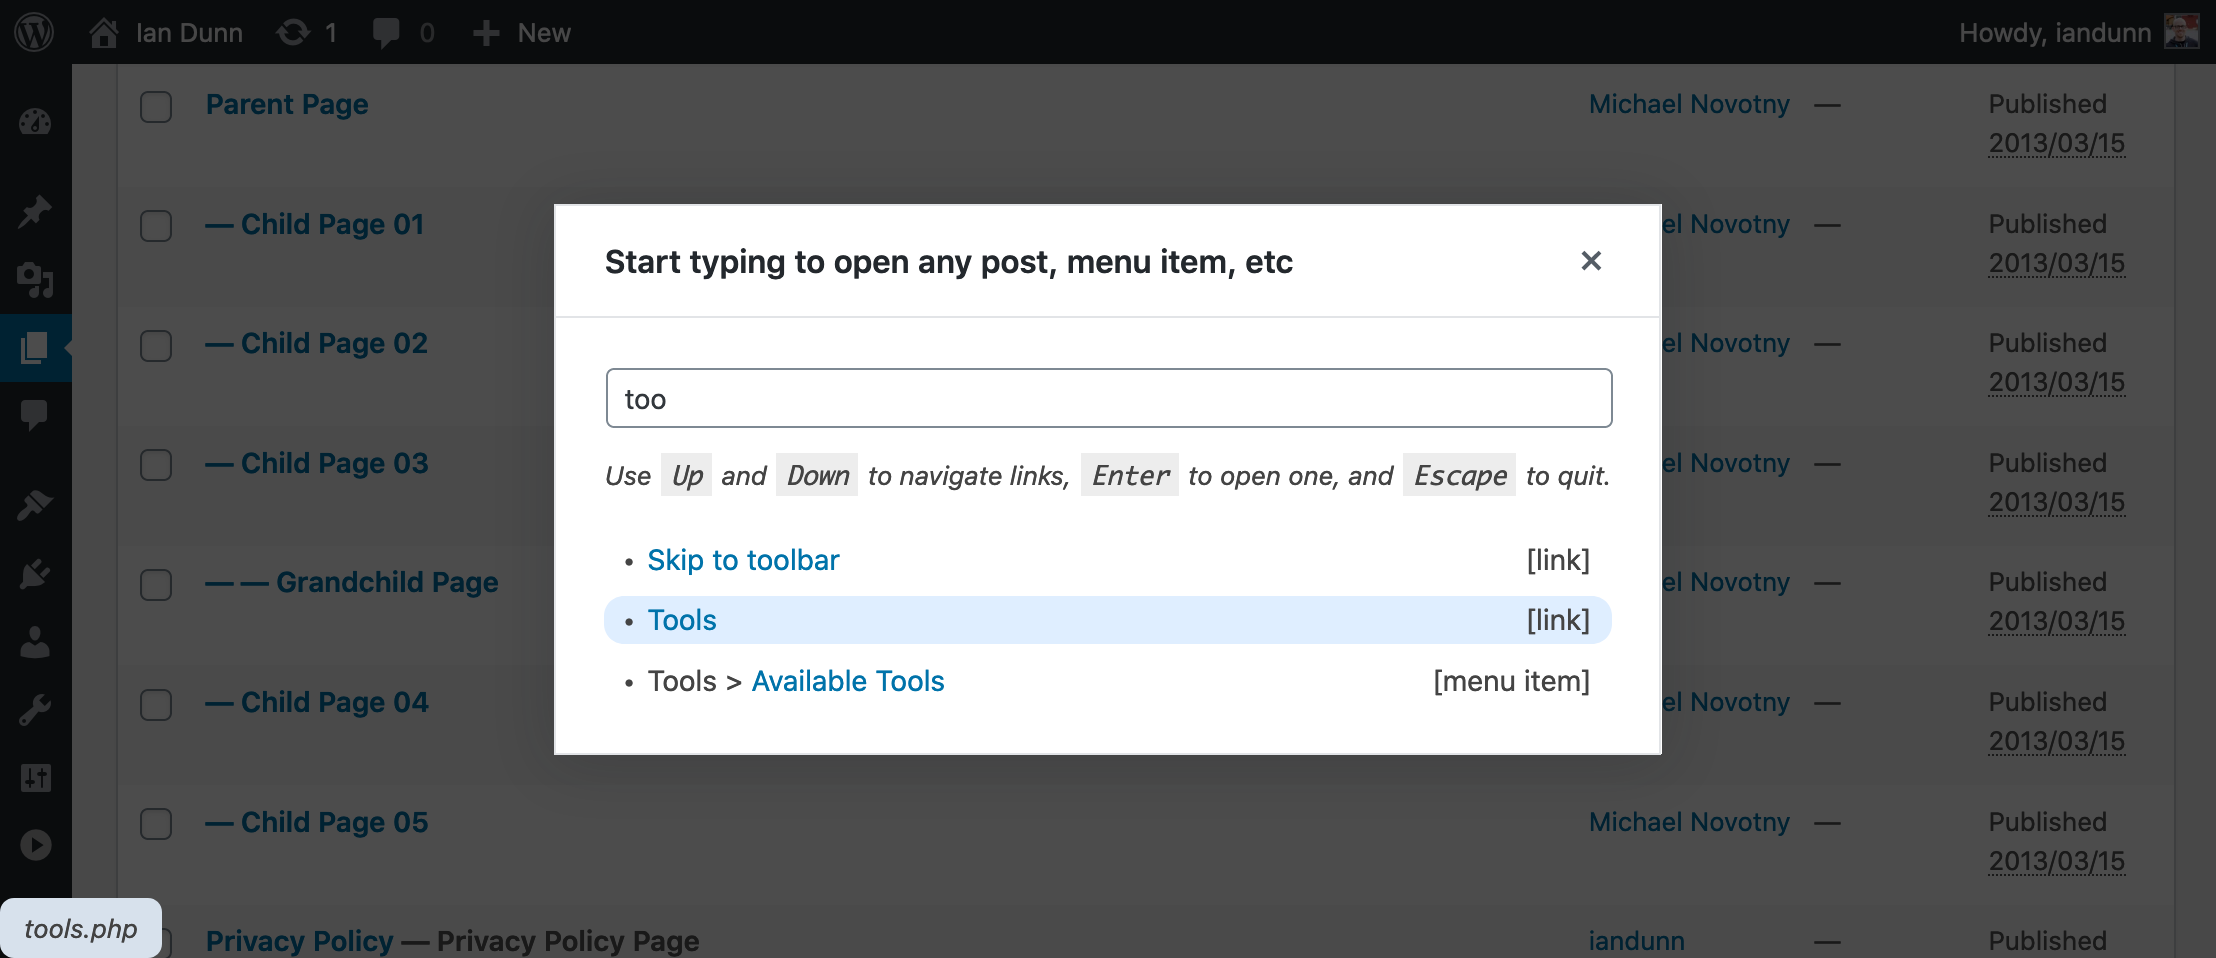 Ian Dunn 1 0 New Howdy, iandunn
Parent Page Michael Novotny — Published
2013/03/15
— Child Page 01 el Novotny — Published
2013/03/15
— Child Page 02 el Novotny — Published
2013/03/15
— Child Page 03 el Novotny — Published
2013/03/15
— — Grandchild Page el Novotny — Published
2013/03/15
— Child Page 04 el Novotny — Published
2013/03/15
— Child Page 05 Michael Novotny — Published
2013/03/15
Privacy Policy — Privacy Policy Page iandunn — Published
Start typing to open any post, menu item, etc ×
too
Use Up and Down to navigate links, Enter to open one, and Escape to quit.
• Skip to toolbar [link]
• Tools [link]
• Tools > Available Tools [menu item]
tools.php